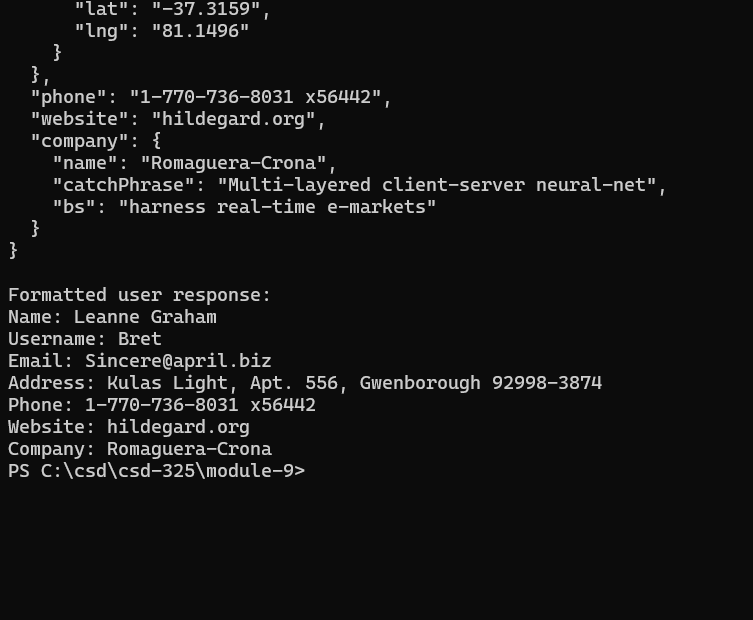 "lat": "-37.3159",
      "lng": "81.1496"
    }
  },
  "phone": "1-770-736-8031 x56442",
  "website": "hildegard.org",
  "company": {
    "name": "Romaguera-Crona",
    "catchPhrase": "Multi-layered client-server neural-net",
    "bs": "harness real-time e-markets"
  }
}
Formatted user response:
Name: Leanne Graham
Username: Bret
Email: Sincere@april.biz
Address: Kulas Light, Apt. 556, Gwenborough 92998-3874
Phone: 1-770-736-8031 x56442
Website: hildegard.org
Company: Romaguera-Crona
PS C:\csd\csd-325\module-9>